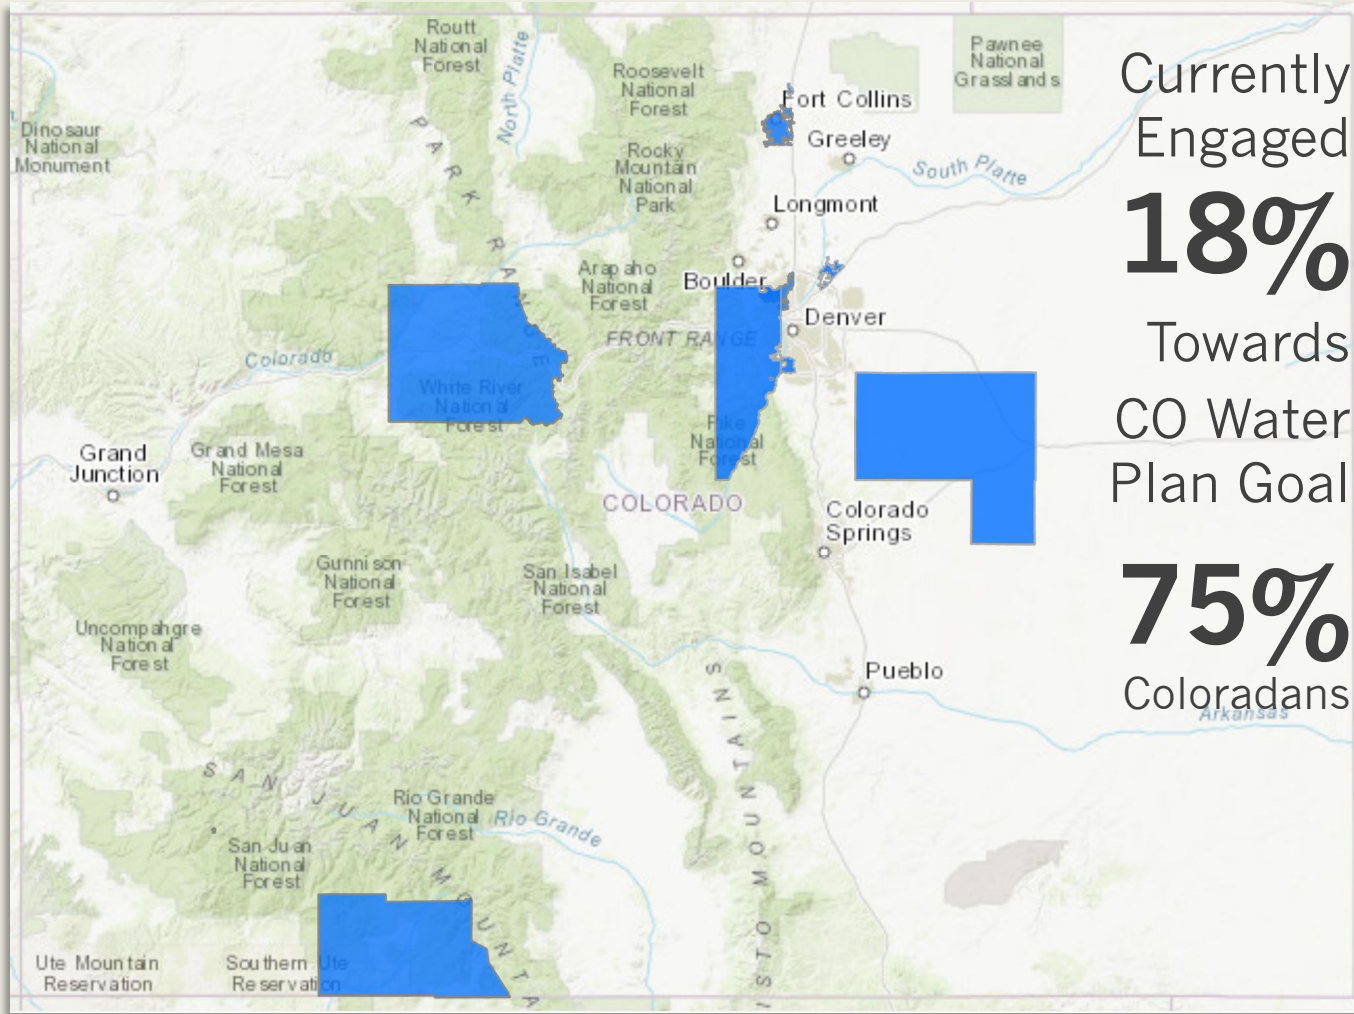 Routt
National
Forest
North Platte
Roosevelt
National
Forest
Pawnee
National
Grasslands
Currently
Engaged
18%
Towards
CO Water
Plan Goal
75%
Coloradans
Fort Collins
Greeley
Dinosaur
National
Monument
PARK RANGE
Rocky
Mountain
National
Park
South Platte
Longmont
Boulder
Arapaho
National
Forest
Denver
FRONT RANGE
Colorado
White River
National
Forest
Pike
National
Forest
Grand
Junction
Grand Mesa
National
Forest
COLORADO
Colorado
Springs
Gunnison
National
Forest
San Isabel
National
Forest
Uncompahgre
National
Forest
Pueblo
Arkansas
SAN JUAN MOUNTA
Rio Grande
National
Forest
Rio Grande
San Juan
National
Forest
ISTO MOUNTAINS
Ute Mountain
Reservation
Southern Ute
Reservation